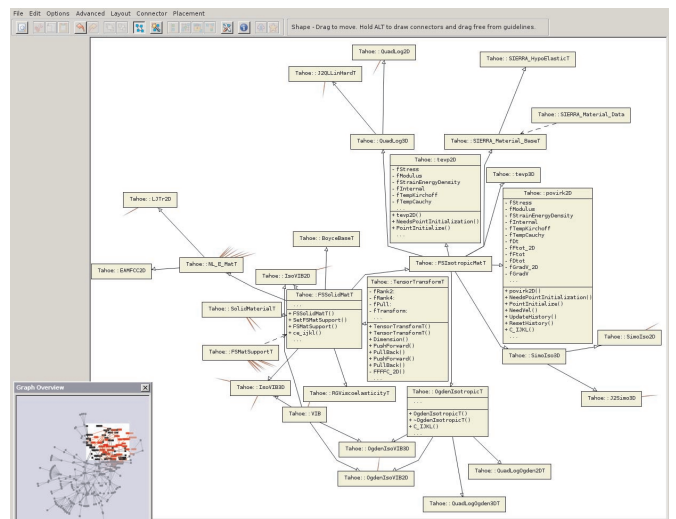 File Edit Options Advanced Layout Connector Placement
Shape - Drag to move. Hold ALT to draw connectors and drag free from guidelines.
Tahoe::QuadLog2D
Tahoe::SIERRA_HypoElasticT
Tahoe::J2QLLinHardT
Tahoe::SIERRA_Material_Data
Tahoe::QuadLog3D
Tahoe::SIERRA_Material_BaseT
Tahoe::tevp2D
- fStress
- fModulus
- fStrainEnergyDensity
- fInternal
- fTempKirchoff
- fTempCauchy
...
+ tevp2D()
+ NeedsPointInitialization()
+ PointInitialize()
...
Tahoe::tevp3D
Tahoe::povirk2D
- fStress
- fModulus
- fStrainEnergyDensity
- fInternal
- fTempKirchoff
- fTempCauchy
- fDt
- fPtot_2D
- fFtot
- fDtot
- fGradV_2D
- fGradV
...
+ povirk2D()
+ NeedsPointInitialization()
+ PointInitialize()
+ NeedVel()
+ UpdateHistory()
+ ResetHistory()
+ C_IJKL()
...
Tahoe::LJTr2D
Tahoe::BoyceBaseT
Tahoe::NL_E_MatT
Tahoe::EAMFCC2D
Tahoe::IsoVIB2D
Tahoe::FSIsotropicMatT
Tahoe::TensorTransformT
- fRank2:
- fRank4:
- fPull:
- fTransform:
...
+ TensorTransformT()
+ TensorTransformT()
+ Dimension()
+ PushForward()
+ PullBack()
+ PushForward()
+ PullBack()
- FFFFC_2D()
Tahoe::FSSolidMatT
...
+ FSSolidMatT()
+ SetFSMatSupport()
+ FSMatSupport()
+ ce_ijkl()
...
Tahoe::SolidMaterialT
Tahoe::FSMatSupportT
Tahoe::SimoIso2D
Tahoe::SimoIso3D
Graph Overview
Tahoe::IsoVIB3D
Tahoe::RGViscoelasticityT
Tahoe::OgdenIsotropicT
...
+ OgdenIsotropicT()
+ ~OgdenIsotropicT()
+ C_IJKL()
...
Tahoe::J2Simo3D
Tahoe::VIB
Tahoe::OgdenIsoVIB3D
Tahoe::QuadLogOgden2DT
Tahoe::OgdenIsoVIB2D
Tahoe::QuadLogOgden3DT